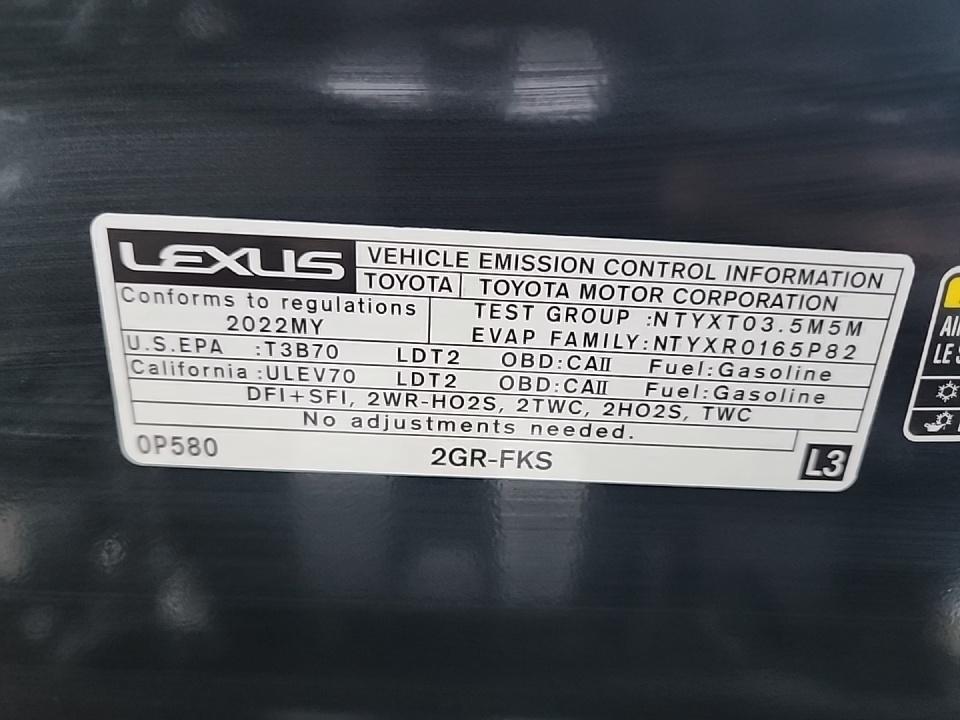 LEXUS VEHICLE EMISSION CONTROL INFORMATION
TOYOTA TOYOTA MOTOR CORPORATION
Conforms to regulations
2022MY
TEST GROUP :NTYXT03.5M5M
EVAP FAMILY:NTYXR0165P82
U.S.EPA :T3B70 LDT2 OBD:CAII Fuel:Gasoline
California :ULEV70 LDT2 OBD:CAII Fuel:Gasoline
DFI+SFI, 2WR-HO2S, 2TWC, 2HO2S, TWC
No adjustments needed.
0P580 2GR-FKS L3
LE